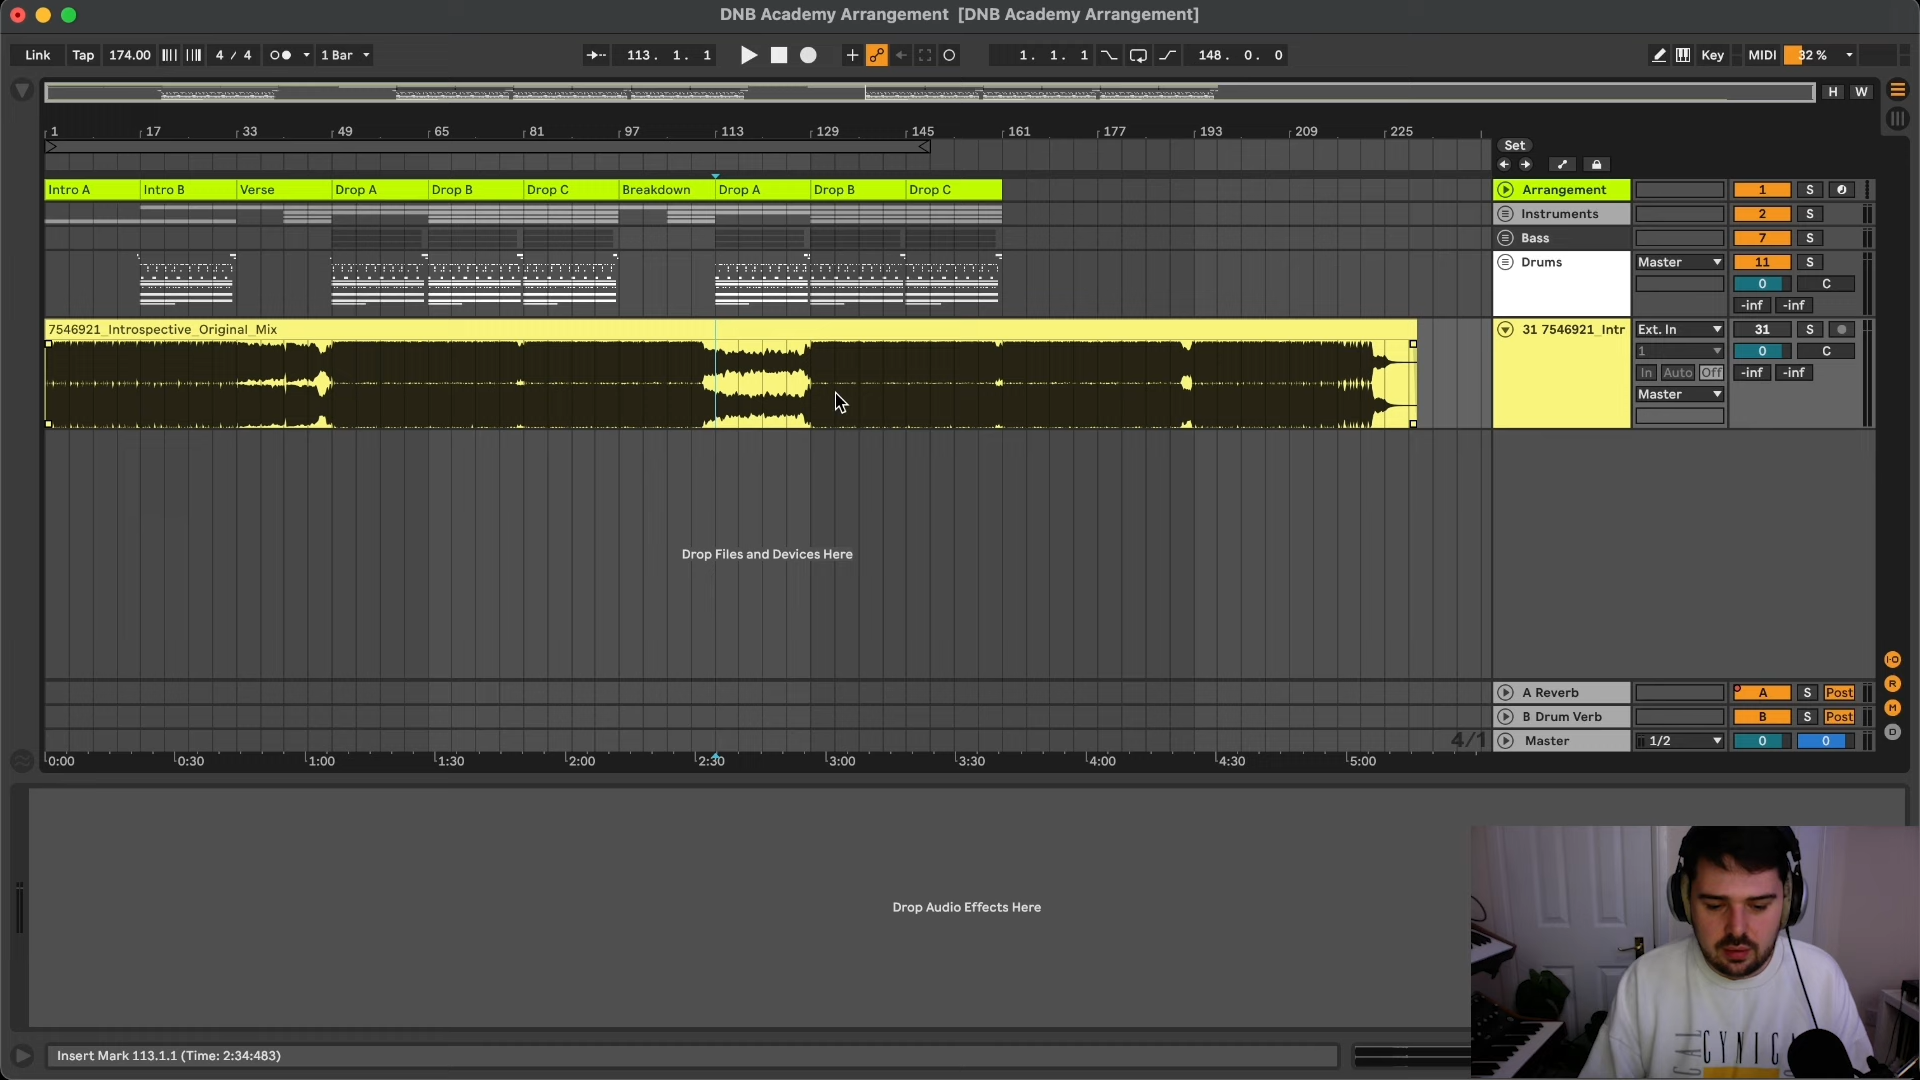 DNB Academy Arrangement [DNB Academy Arrangement]
Link Tap 174.00 4 / 4 1 Bar 113. 1. 1 1. 1. 1 148. 0. 0 Key MIDI 32 %
H W
1 17 33 49 65 81 97 113 129 145 161 177 193 209 225
Set
Intro A Intro B Verse Drop A Drop B Drop C Breakdown Drop A Drop B Drop C Arrangement 1 S
Instruments 2 S
Bass 7 S
Drums Master 11 S
0 C
-inf -inf
7546921_Introspective_Original_Mix 31 7546921_Intr Ext. In 31 S
1 0 C
In Auto Off -inf -inf
Master
Drop Files and Devices Here
A Reverb A S Post
B Drum Verb B S Post
4/1 Master 1/2 0 0
0:00 0:30 1:00 1:30 2:00 2:30 3:00 3:30 4:00 4:30 5:00
I-O
R
M
D
Drop Audio Effects Here
Insert Mark 113.1.1 (Time: 2:34:483)
CYNIC